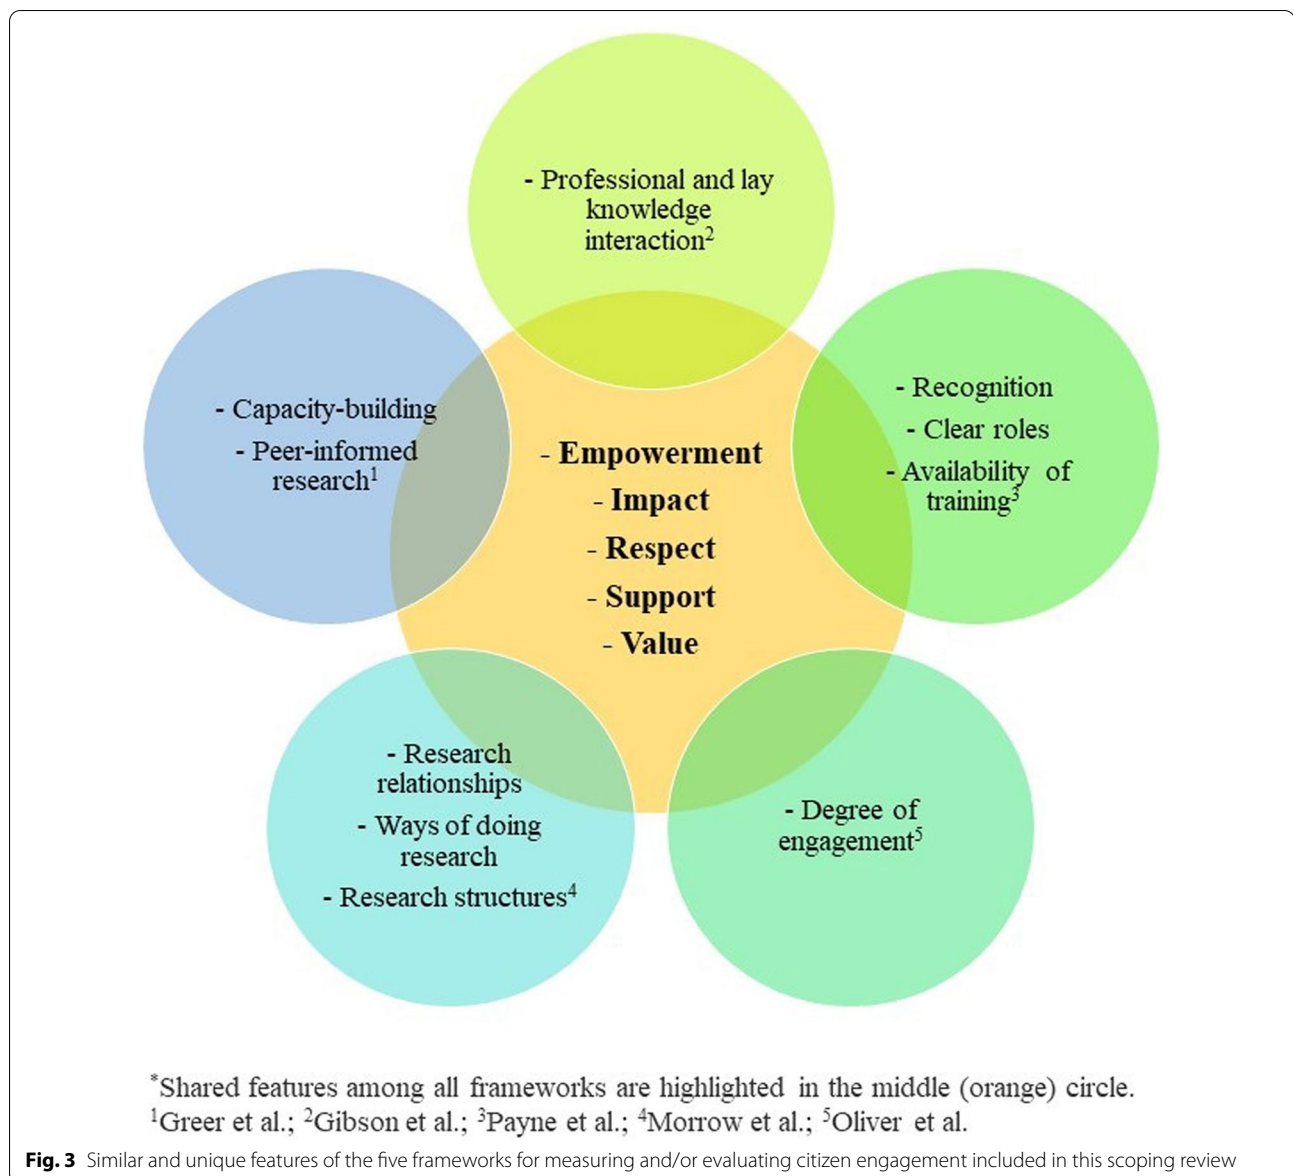 - Professional and lay
knowledge
interaction²
- Capacity-building
- Peer-informed
research¹
- Recognition
- Clear roles
- Availability of
training³
- Empowerment
- Impact
- Respect
- Support
- Value
- Research
relationships
- Ways of doing
research
- Research structures⁴
- Degree of
engagement⁵
*Shared features among all frameworks are highlighted in the middle (orange) circle.
¹Greer et al.; ²Gibson et al.; ³Payne et al.; ⁴Morrow et al.; ⁵Oliver et al.
Fig. 3 Similar and unique features of the five frameworks for measuring and/or evaluating citizen engagement included in this scoping review